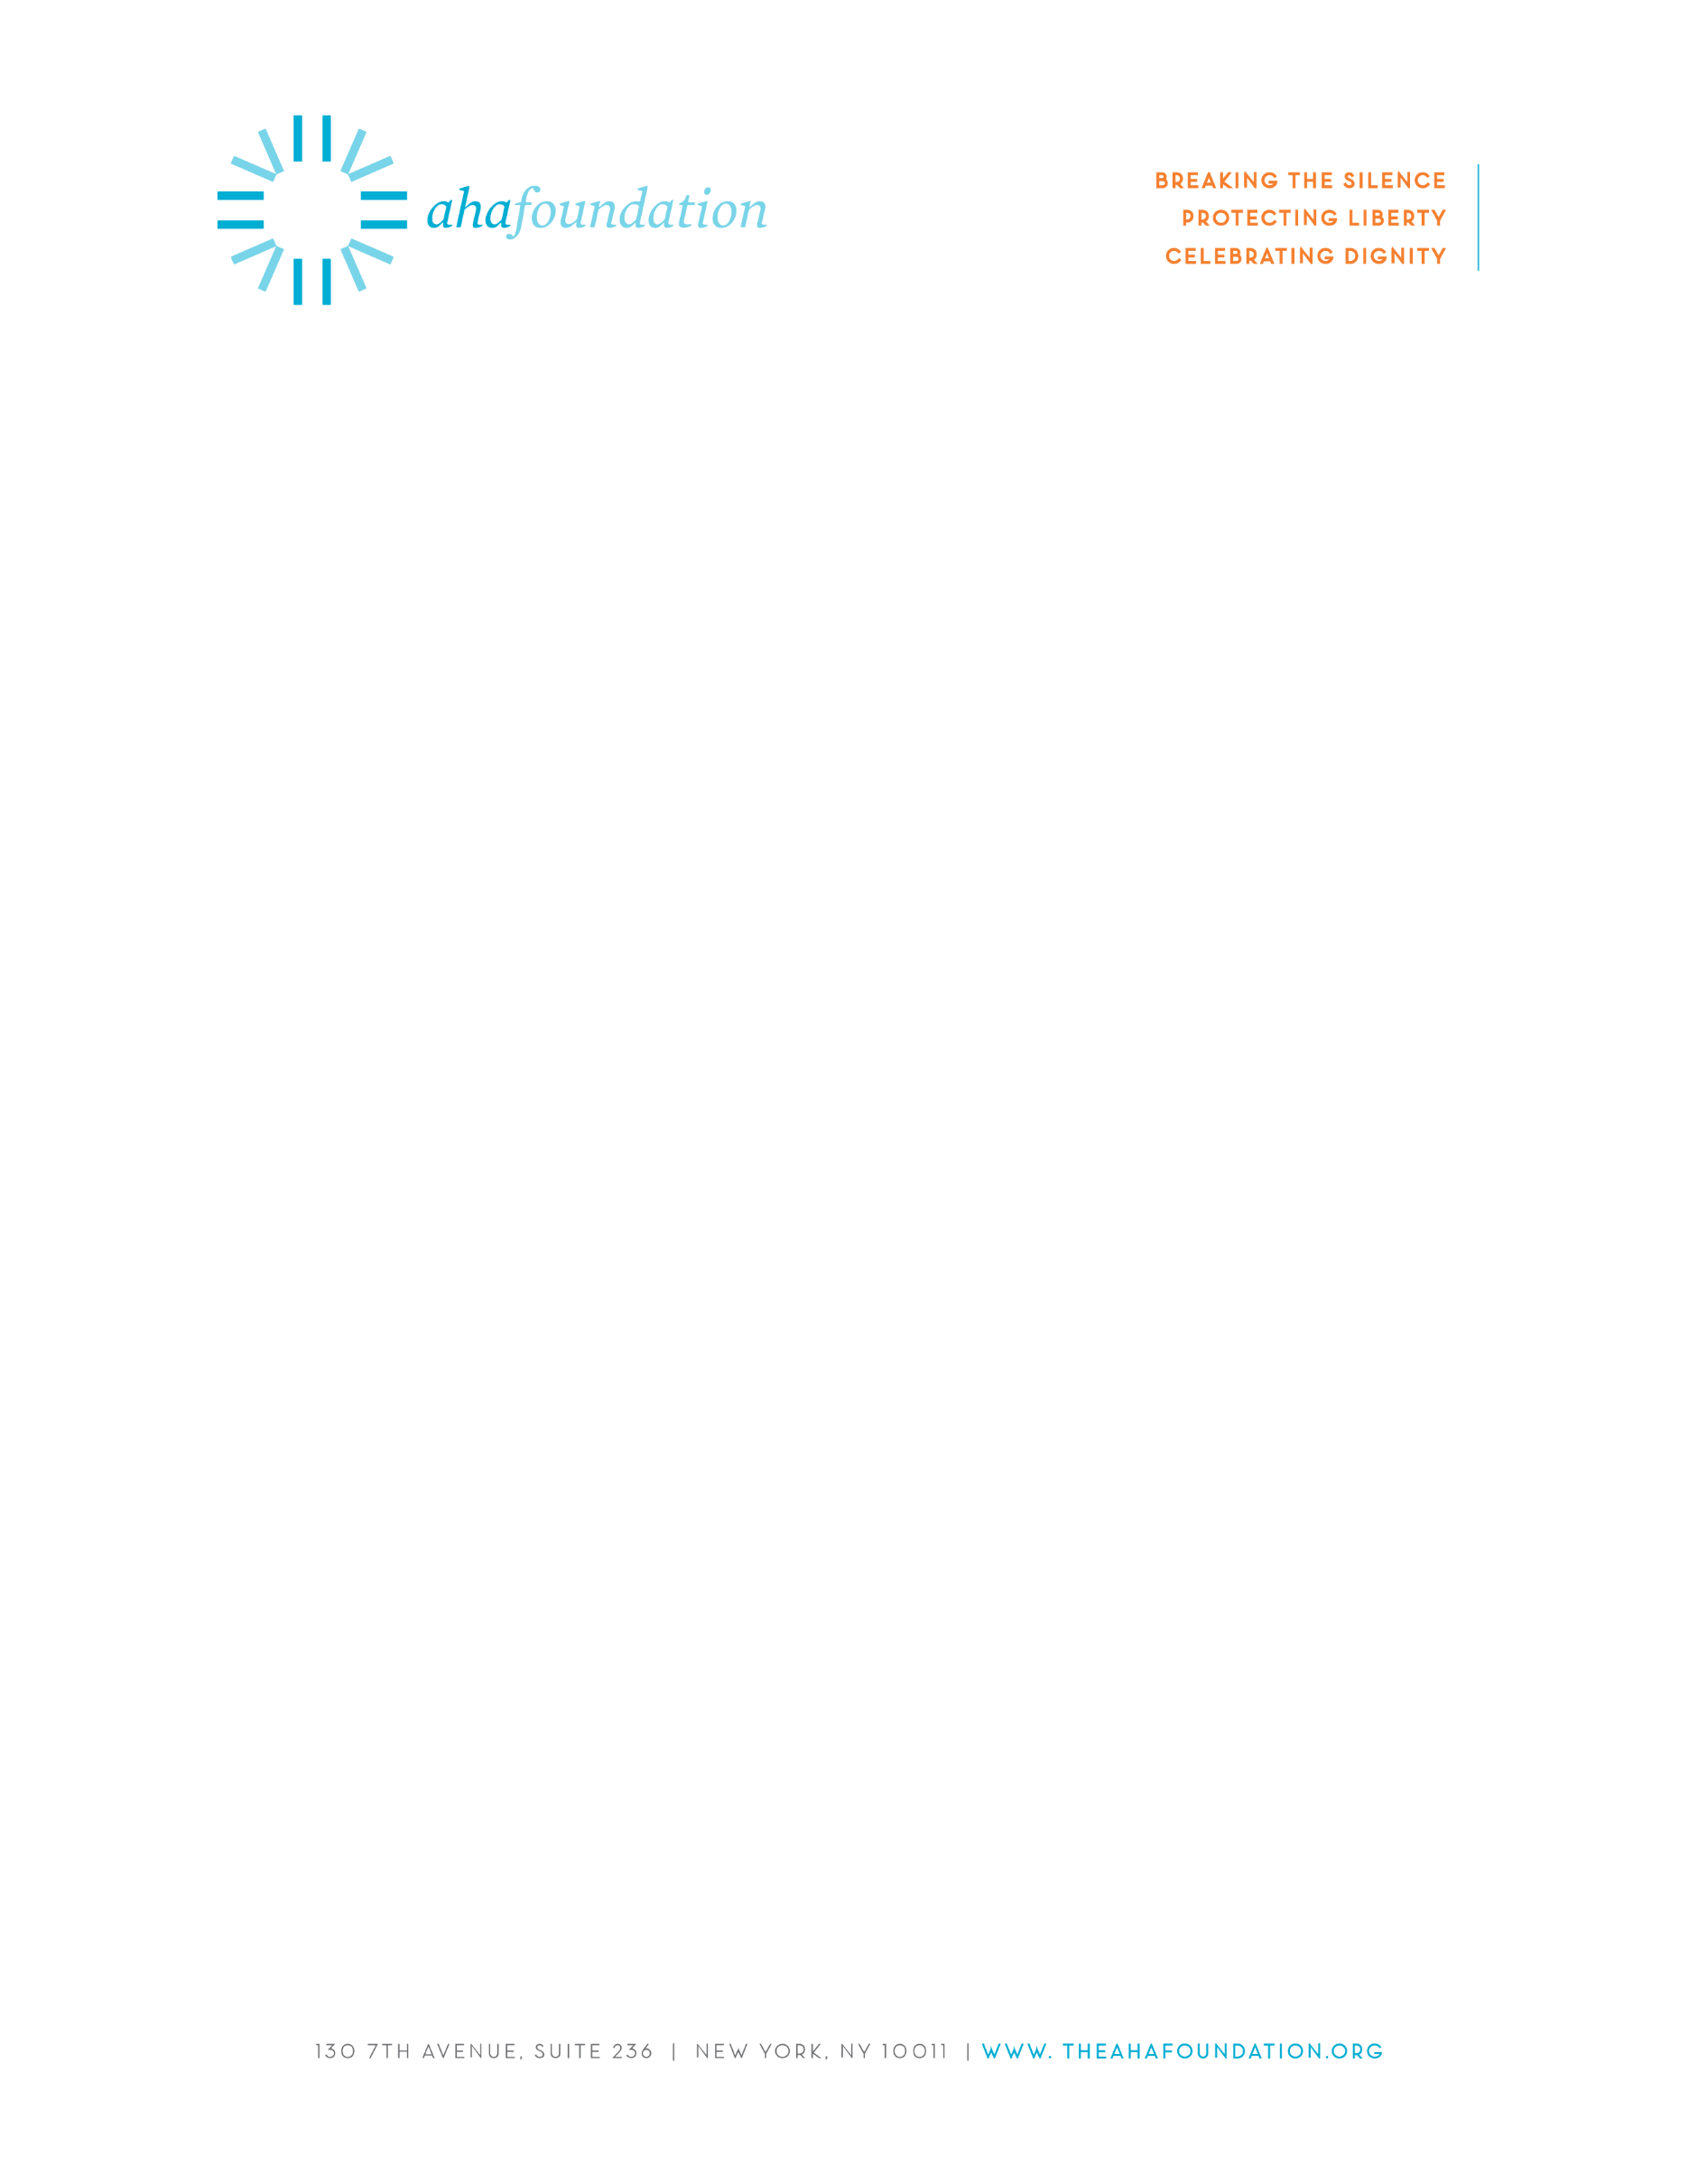 ahafoundation
BREAKING THE SILENCE
PROTECTING LIBERTY
CELEBRATING DIGNITY
130 7TH AVENUE, SUITE 236 | NEW YORK, NY 10011 | WWW. THEAHAFOUNDATION.ORG